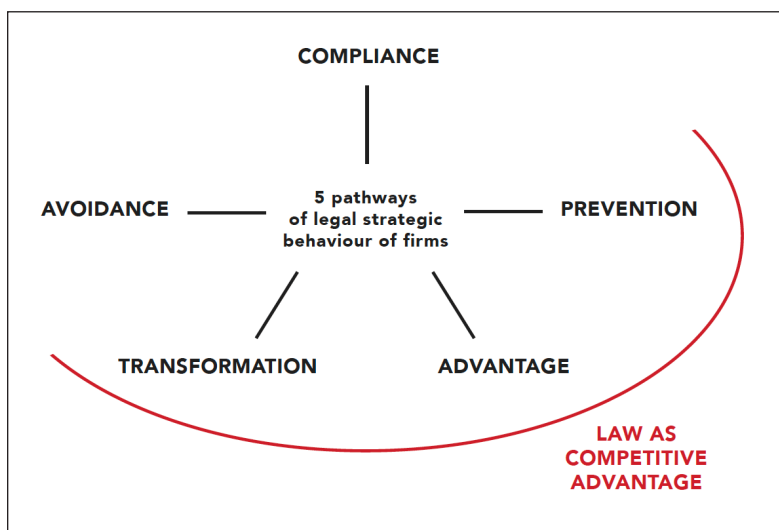 COMPLIANCE
AVOIDANCE
5 pathways
of legal strategic
behaviour of firms
PREVENTION
TRANSFORMATION
ADVANTAGE
LAW AS
COMPETITIVE
ADVANTAGE